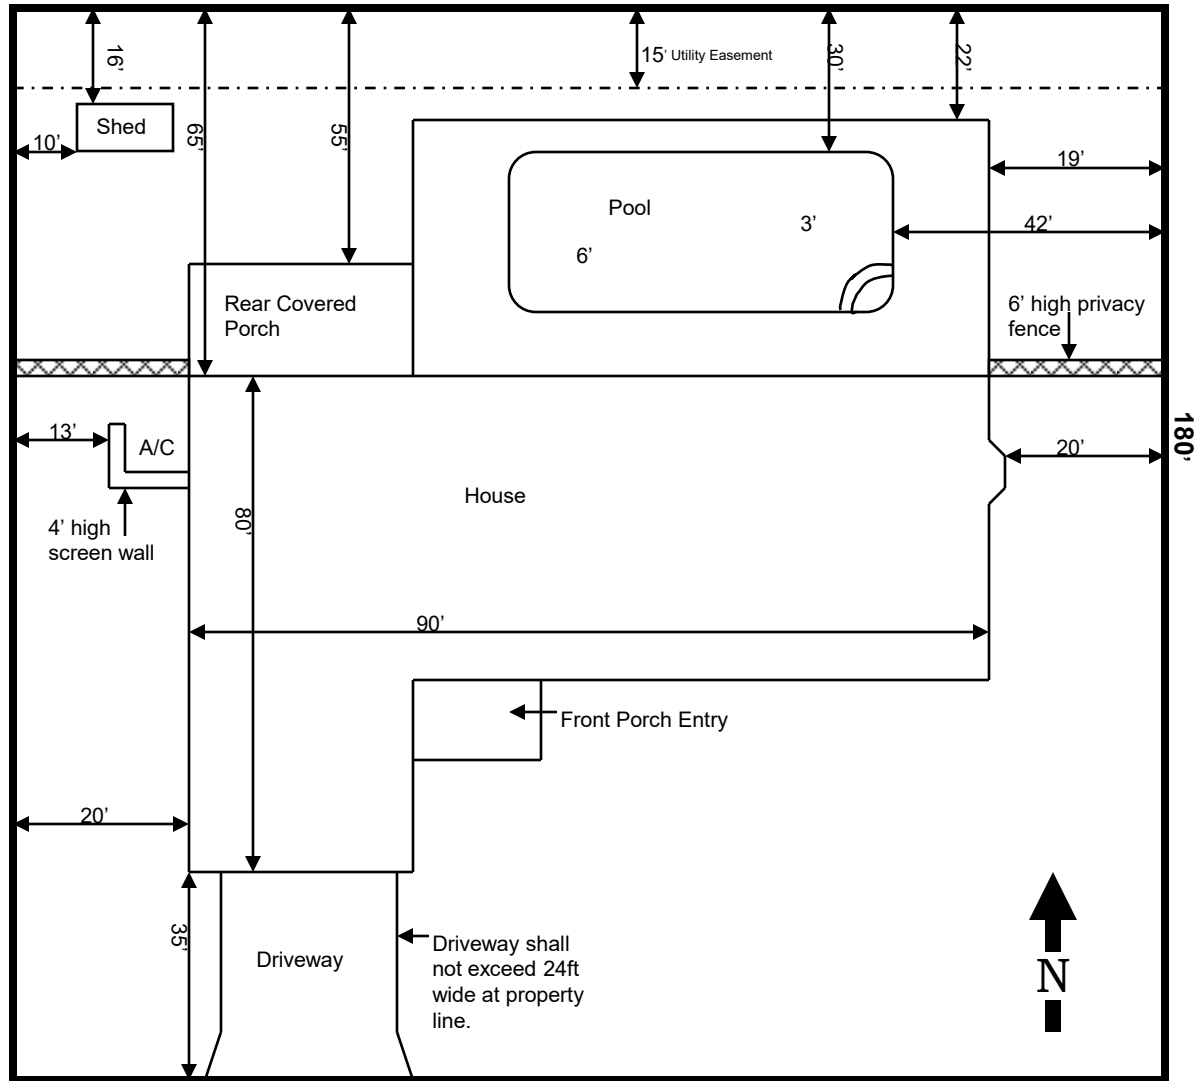 16’
15’ Utility Easement
30’
22’
Shed
10’
65’
55’
19’
Pool
3’
42’
6’
Rear Covered
Porch
6’ high privacy
fence
180’
13’
A/C
20’
House
4’ high
screen wall
80’
90’
Front Porch Entry
20’
35’
Driveway
Driveway shall
not exceed 24ft
wide at property
line.
N